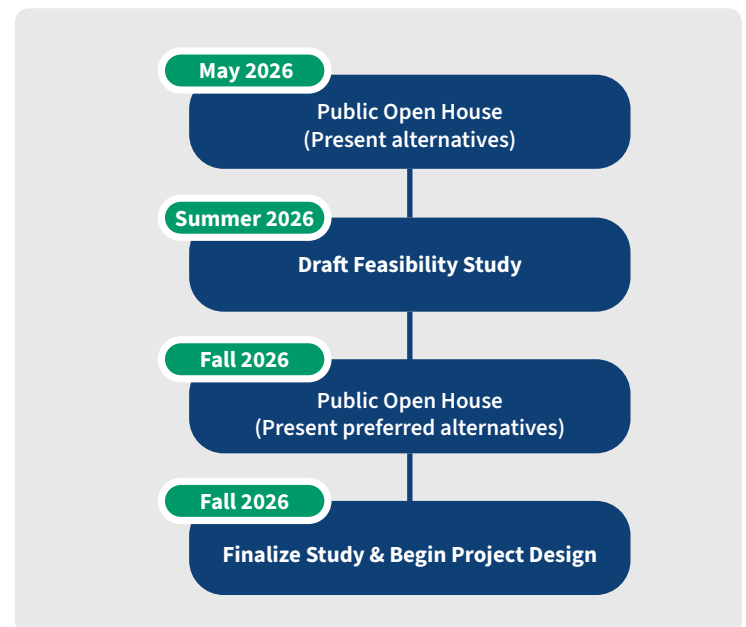 May 2026
Public Open House
(Present alternatives)
Summer 2026
Draft Feasibility Study
Fall 2026
Public Open House
(Present preferred alternatives)
Fall 2026
Finalize Study & Begin Project Design